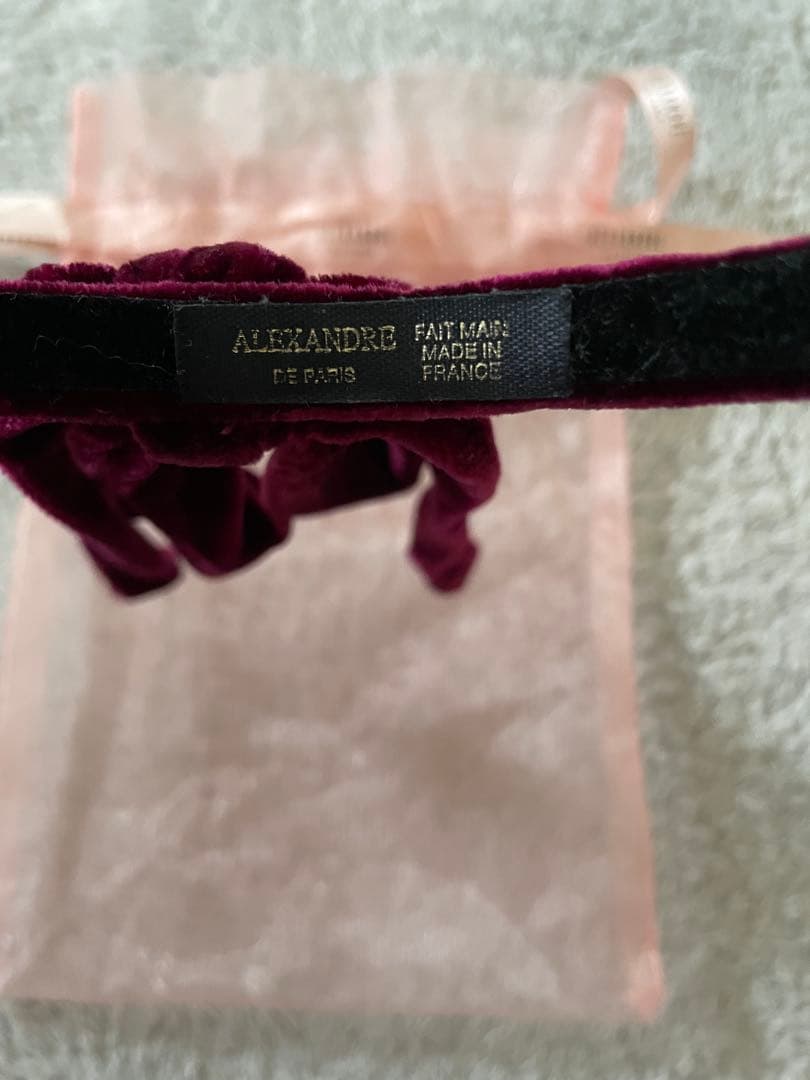 ALEXANDRE
DE PARIS
FAIT MAIN
MADE IN
FRANCE